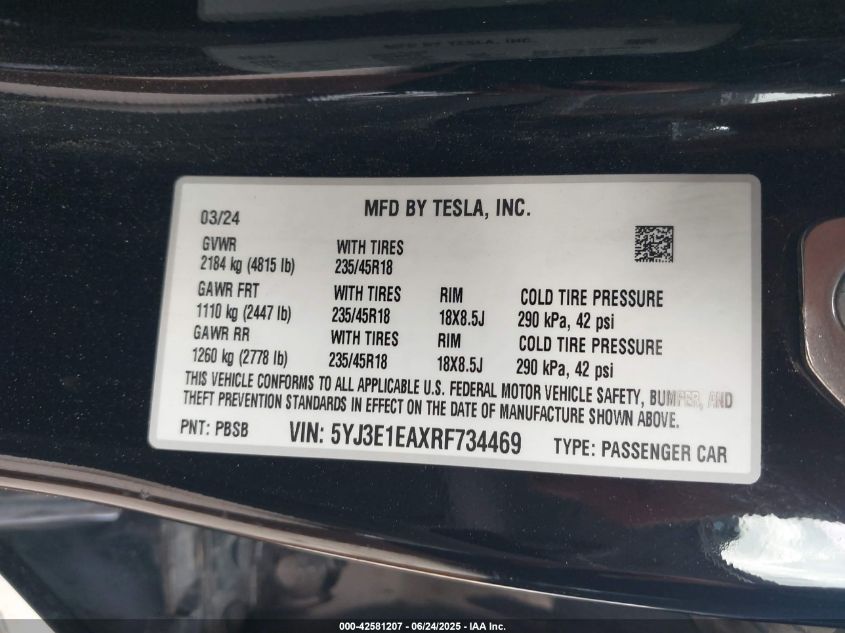 MFD BY TESLA, INC.
03/24
MFD BY TESLA, INC.
GVWR WITH TIRES
2184 kg (4815 lb) 235/45R18
GAWR FRT WITH TIRES RIM COLD TIRE PRESSURE
1110 kg (2447 lb) 235/45R18 18X8.5J 290 kPa, 42 psi
GAWR RR WITH TIRES RIM COLD TIRE PRESSURE
1260 kg (2778 lb) 235/45R18 18X8.5J 290 kPa, 42 psi
THIS VEHICLE CONFORMS TO ALL APPLICABLE U.S. FEDERAL MOTOR VEHICLE SAFETY, BUMPER, AND
THEFT PREVENTION STANDARDS IN EFFECT ON THE DATE OF MANUFACTURE SHOWN ABOVE.
PNT: PBSB VIN: 5YJ3E1EAXRF734469 TYPE: PASSENGER CAR
000-42581207 - 06/24/2025 - IAA Inc.